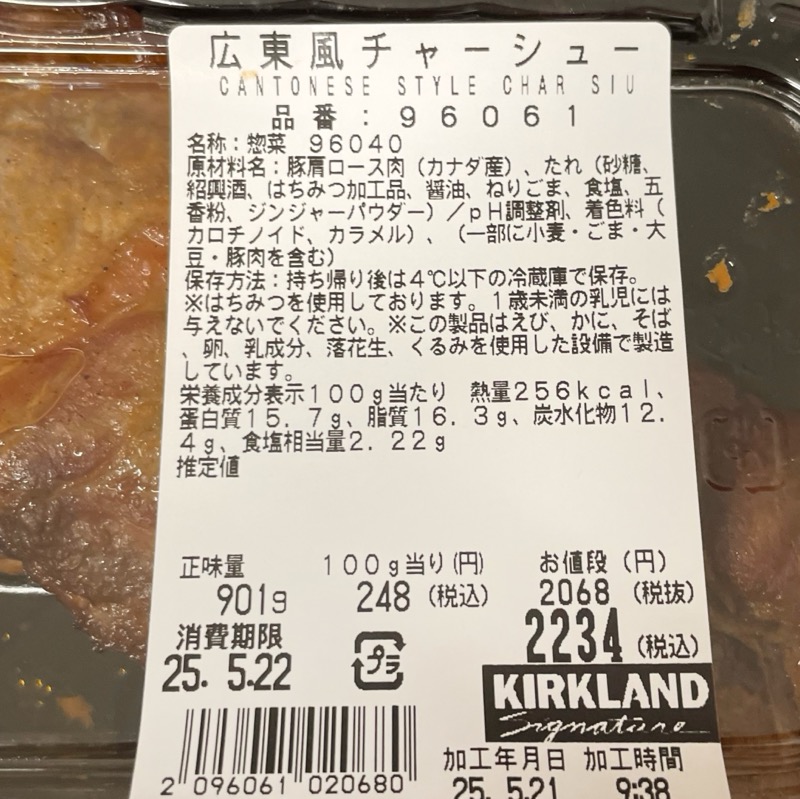 広東風チャーシュー
CANTONESE STYLE CHAR SIU
品番：96061
名称：惣菜 96040
原材料名：豚肩ロース肉（カナダ産）、たれ（砂糖、
紹興酒、はちみつ加工品、醤油、ねりごま、食塩、五
香粉、ジンジャーパウダー）／pH調整剤、着色料（
カロチノイド、カラメル）、（一部に小麦・ごま・大
豆・豚肉を含む）
保存方法：持ち帰り後は4℃以下の冷蔵庫で保存。
※はちみつを使用しております。1歳未満の乳児には
与えないでください。※この製品はえび、かに、そば
、卵、乳成分、落花生、くるみを使用した設備で製造
しています。
栄養成分表示100g当たり 熱量256kcal、
蛋白質15.7g、脂質16.3g、炭水化物12.
4g、食塩相当量2.22g
推定値
正味量 100g当り(円) お値段（円）
901g 248（税込） 2068（税抜）
2234（税込）
消費期限
25. 5.22
プラ
KIRKLAND
Signature
2 096061 020680
加工年月日 加工時間
25. 5.21 9:38